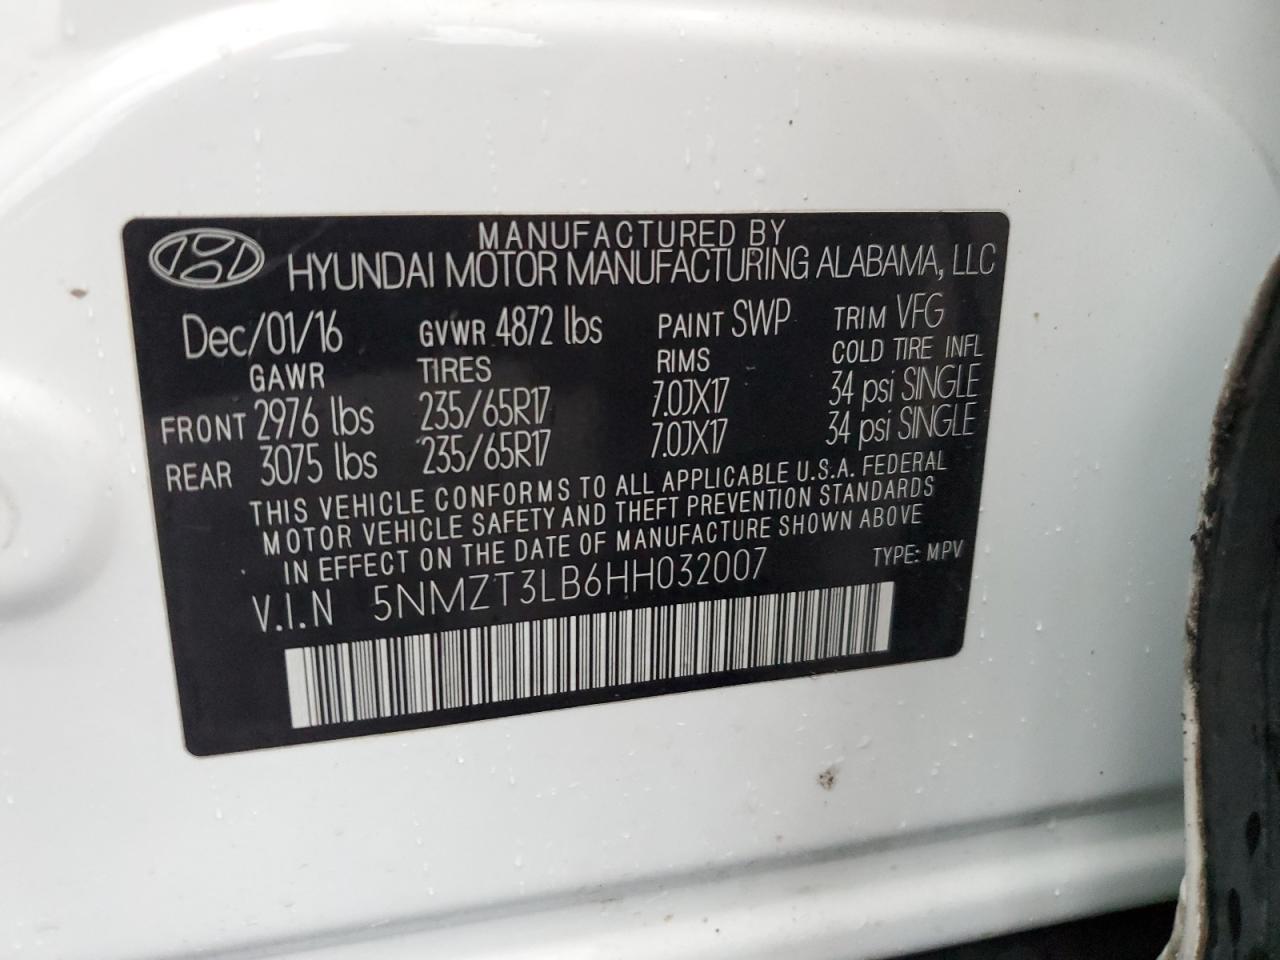 MANUFACTURED BY
HYUNDAI MOTOR MANUFACTURING ALABAMA, LLC
Dec/01/16 GVWR 4872 lbs PAINT SWP TRIM VFG
GAWR TIRES RIMS COLD TIRE INFL
FRONT 2976 lbs 235/65R17 7.0JX17 34 psi SINGLE
REAR 3075 lbs 235/65R17 7.0JX17 34 psi SINGLE
THIS VEHICLE CONFORMS TO ALL APPLICABLE U.S.A. FEDERAL
MOTOR VEHICLE SAFETY AND THEFT PREVENTION STANDARDS
IN EFFECT ON THE DATE OF MANUFACTURE SHOWN ABOVE
V.I.N 5NMZT3LB6HH032007 TYPE: MPV